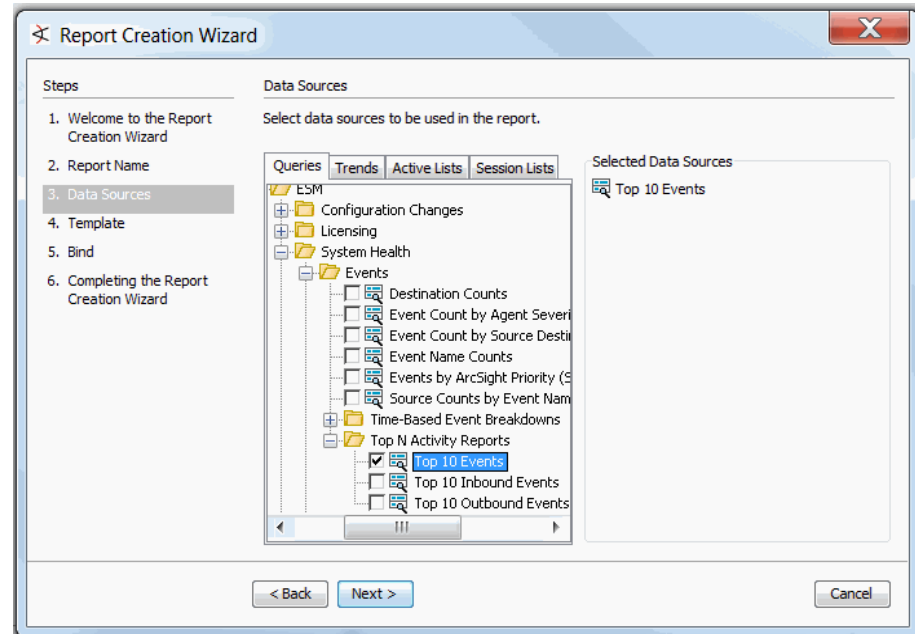 Report Creation Wizard
Steps
1. Welcome to the Report
Creation Wizard
2. Report Name
3. Data Sources
4. Template
5. Bind
6. Completing the Report
Creation Wizard
Data Sources
Select data sources to be used in the report.
Queries Trends Active Lists Session Lists
ESM
Configuration Changes
Licensing
System Health
Events
Destination Counts
Event Count by Agent Severi
Event Count by Source Desti
Event Name Counts
Events by ArcSight Priority (S
Source Counts by Event Nam
Time-Based Event Breakdowns
Top N Activity Reports
Top 10 Events
Top 10 Inbound Events
Top 10 Outbound Events
Selected Data Sources
Top 10 Events
< Back Next > Cancel